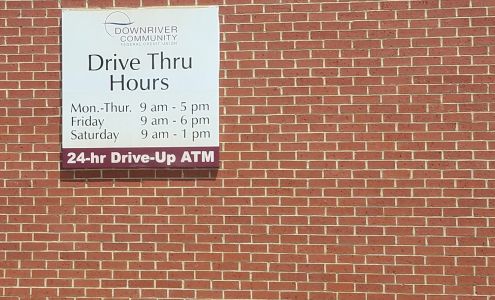 DOWNRIVER
COMMUNITY
FEDERAL CREDIT UNION
Drive Thru
Hours
Mon.-Thur. 9 am - 5 pm
Friday 9 am - 6 pm
Saturday 9 am - 1 pm
24-hr Drive-Up ATM